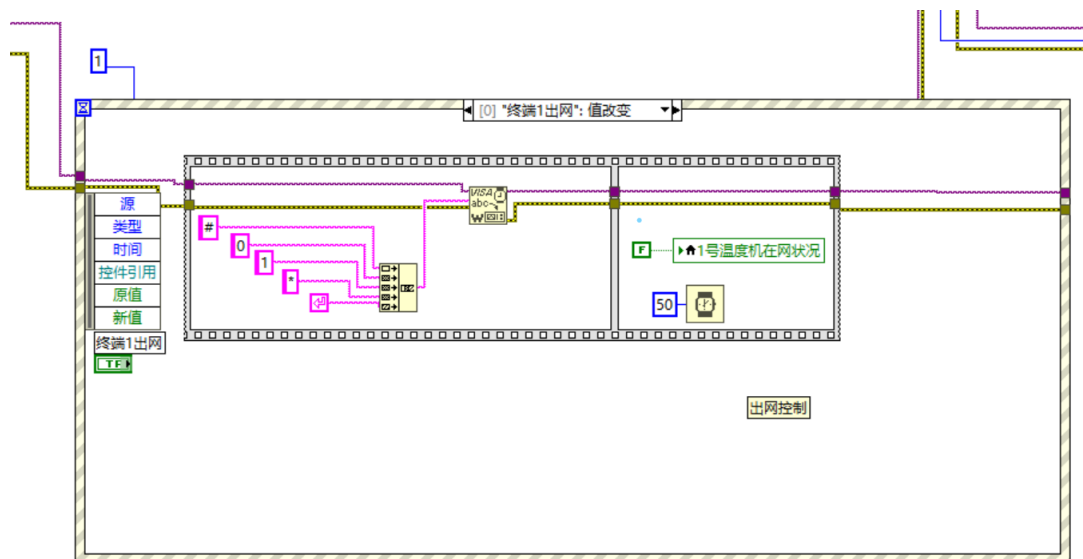 1
[0] "终端1出网": 值改变
源
类型
时间
控件引用
原值
新值
终端1出网
TF
#
0
1
*
VISA
abc
W
F
1号温度机在网状况
50
出网控制